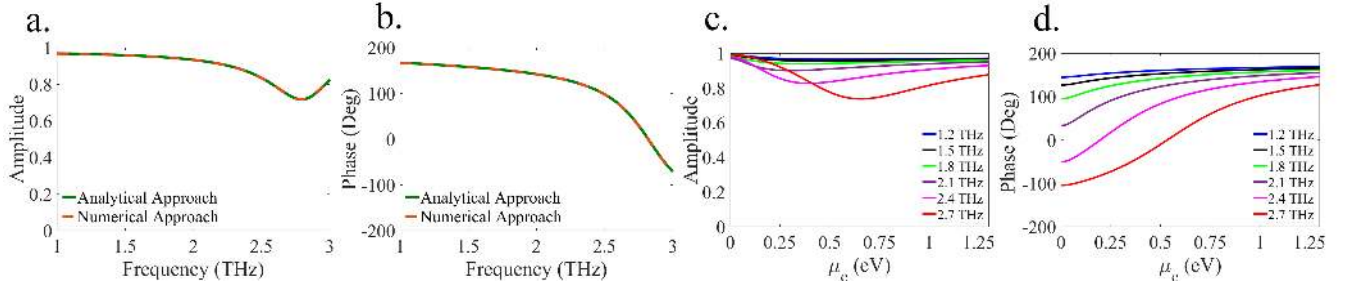 a.
1
0.8
0.6
0.4
0.2
0
Amplitude
Analytical Approach
Numerical Approach
1 1.5 2 2.5 3
Frequency (THz)
b.
200
100
0
-100
-200
Phase (Deg)
Analytical Approach
Numerical Approach
1 2 3
Frequency (THz)
c.
1
0.8
0.6
0.4
0.2
0
Amplitude
1.2 THz
1.5 THz
1.8 THz
2.1 THz
2.4 THz
2.7 THz
0 0.25 0.75 1 1.25
μc (eV)
d.
200
100
0
-100
-200
Phase (Deg)
1.2 THz
1.5 THz
1.8 THz
2.1 THz
2.4 THz
2.7 THz
0 0.25 0.5 0.75 1 1.25
μc (eV)